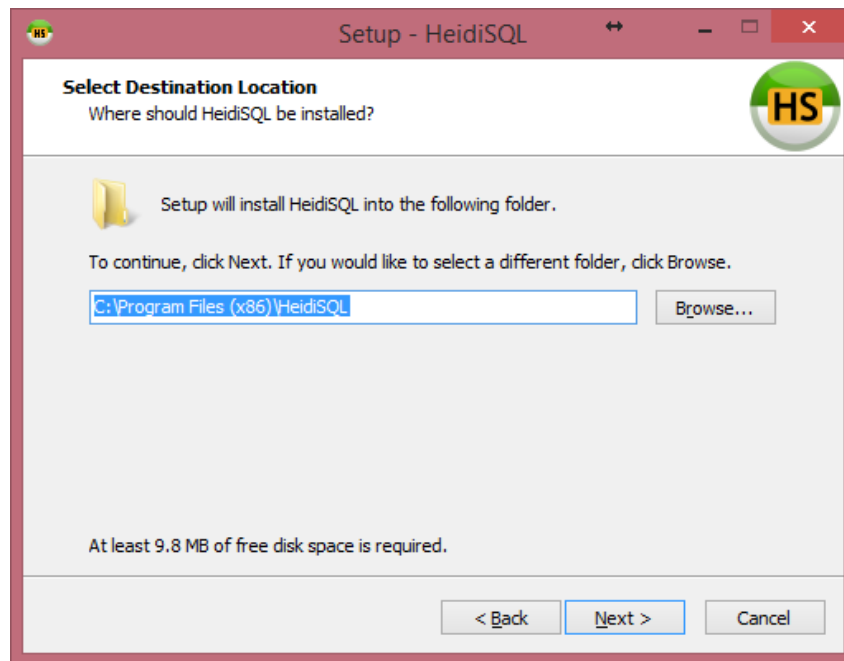 HS
Setup - HeidiSQL
Select Destination Location
Where should HeidiSQL be installed?
HS
Setup will install HeidiSQL into the following folder.
To continue, click Next. If you would like to select a different folder, click Browse.
C:\Program Files (x86)\HeidiSQL
Browse...
At least 9.8 MB of free disk space is required.
< Back
Next >
Cancel